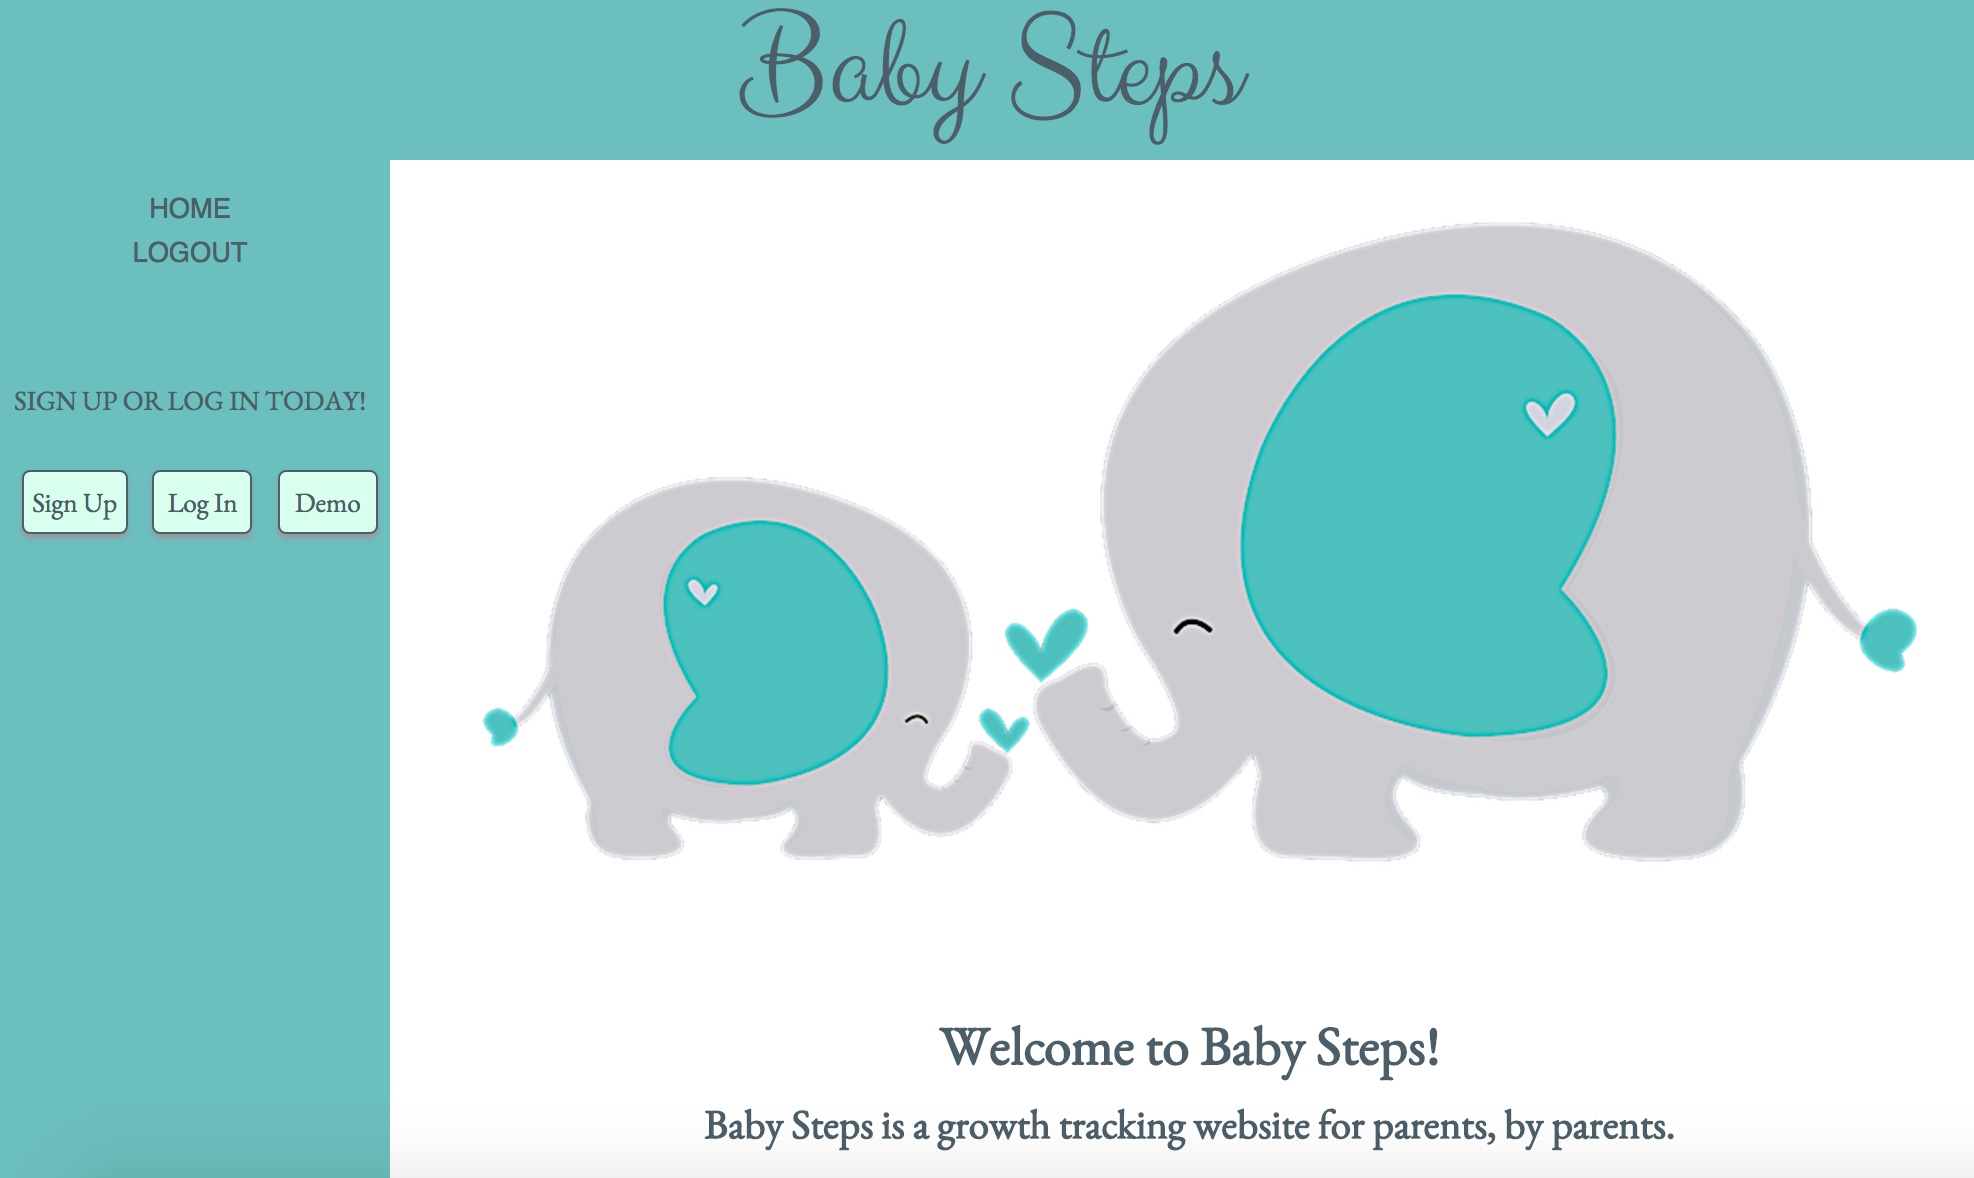 Baby Steps
HOME
LOGOUT
SIGN UP OR LOG IN TODAY!
Sign Up Log In Demo
Welcome to Baby Steps!
Baby Steps is a growth tracking website for parents, by parents.